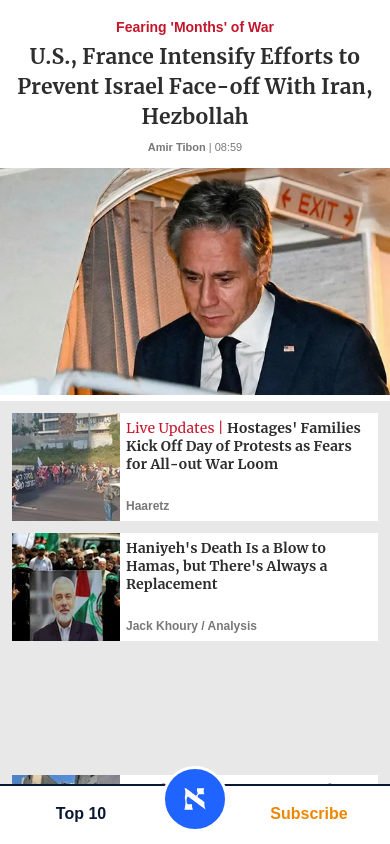 Fearing 'Months' of War
U.S., France Intensify Efforts to
Prevent Israel Face-off With Iran,
Hezbollah
Amir Tibon | 08:59
EXIT
Live Updates | Hostages' Families
Kick Off Day of Protests as Fears
for All-out War Loom
Haaretz
Haniyeh's Death Is a Blow to
Hamas, but There's Always a
Replacement
Jack Khoury / Analysis
Top 10
א
Subscribe